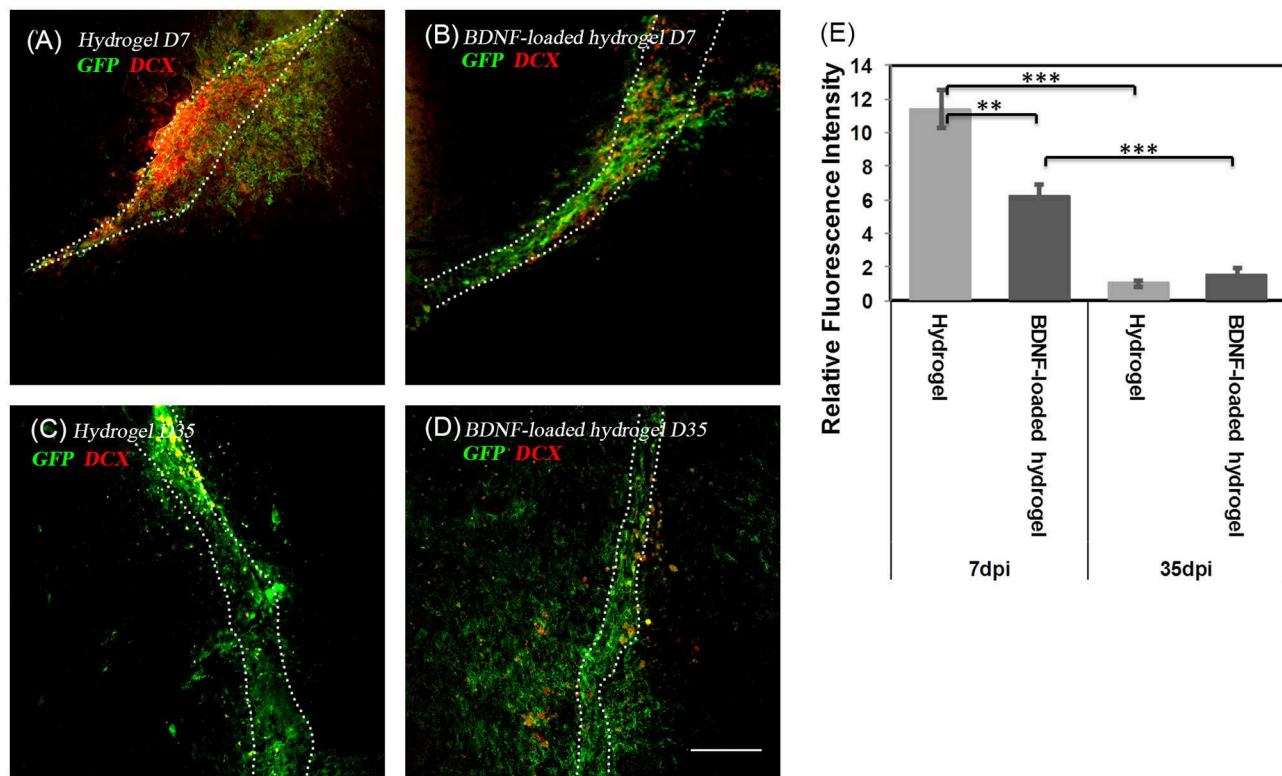 (A) Hydrogel D7
GFP DCX
(B) BDNF-loaded hydrogel D7
GFP DCX
(C) Hydrogel D35
GFP DCX
(D) BDNF-loaded hydrogel D35
GFP DCX
(E)
Relative Fluorescence Intensity
14
12
10
8
6
4
2
0
***
**
***
Hydrogel
BDNF-loaded hydrogel
Hydrogel
BDNF-loaded hydrogel
7dpi
35dpi